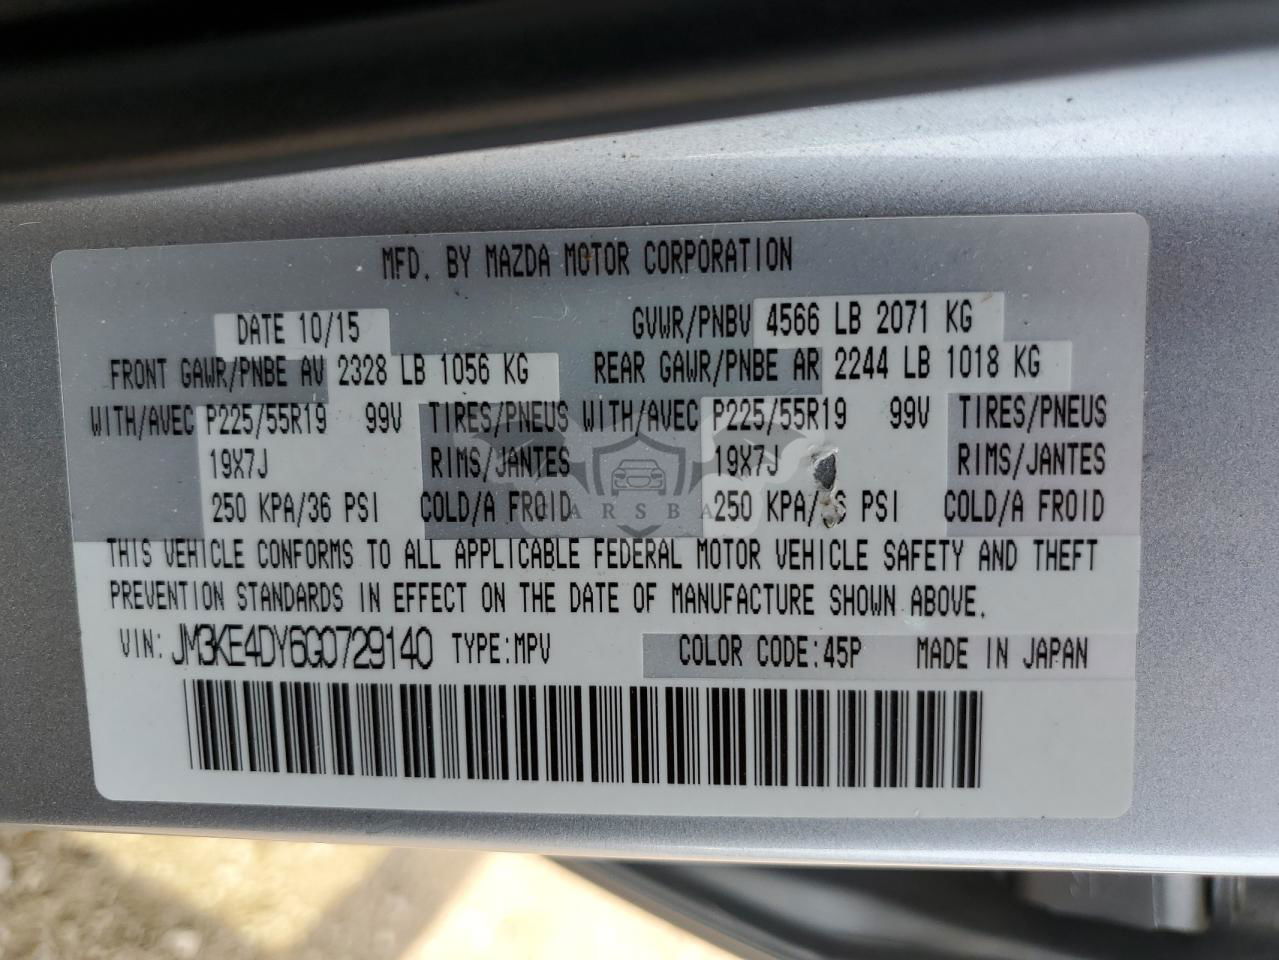 MFD. BY MAZDA MOTOR CORPORATION
DATE 10/15 GVWR/PNBV 4566 LB 2071 KG
FRONT GAWR/PNBE AV 2328 LB 1056 KG REAR GAWR/PNBE AR 2244 LB 1018 KG
WITH/AVEC P225/55R19 99V TIRES/PNEUS WITH/AVEC P225/55R19 99V TIRES/PNEUS
19X7J RIMS/JANTES 19X7J RIMS/JANTES
250 KPA/36 PSI COLD/A FROID 250 KPA/ PSI COLD/A FROID
THIS VEHICLE CONFORMS TO ALL APPLICABLE FEDERAL MOTOR VEHICLE SAFETY AND THEFT
PREVENTION STANDARDS IN EFFECT ON THE DATE OF MANUFACTURE SHOWN ABOVE.
VIN: JM3KE4DY6G0729140 TYPE:MPV COLOR CODE:45P MADE IN JAPAN